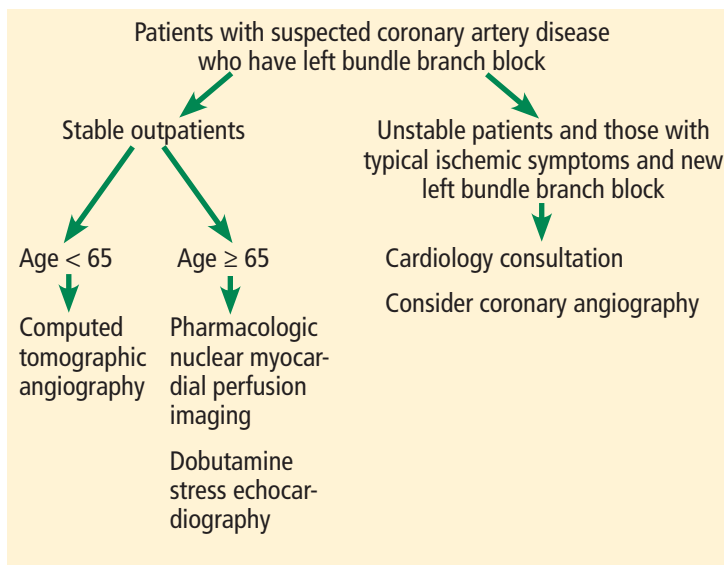 Patients with suspected coronary artery disease
who have left bundle branch block
Stable outpatients
Age < 65
Computed
tomographic
angiography
Age ≥ 65
Pharmacologic
nuclear myocar-
dial perfusion
imaging
Dobutamine
stress echocar-
diography
Unstable patients and those with
typical ischemic symptoms and new
left bundle branch block
Cardiology consultation
Consider coronary angiography